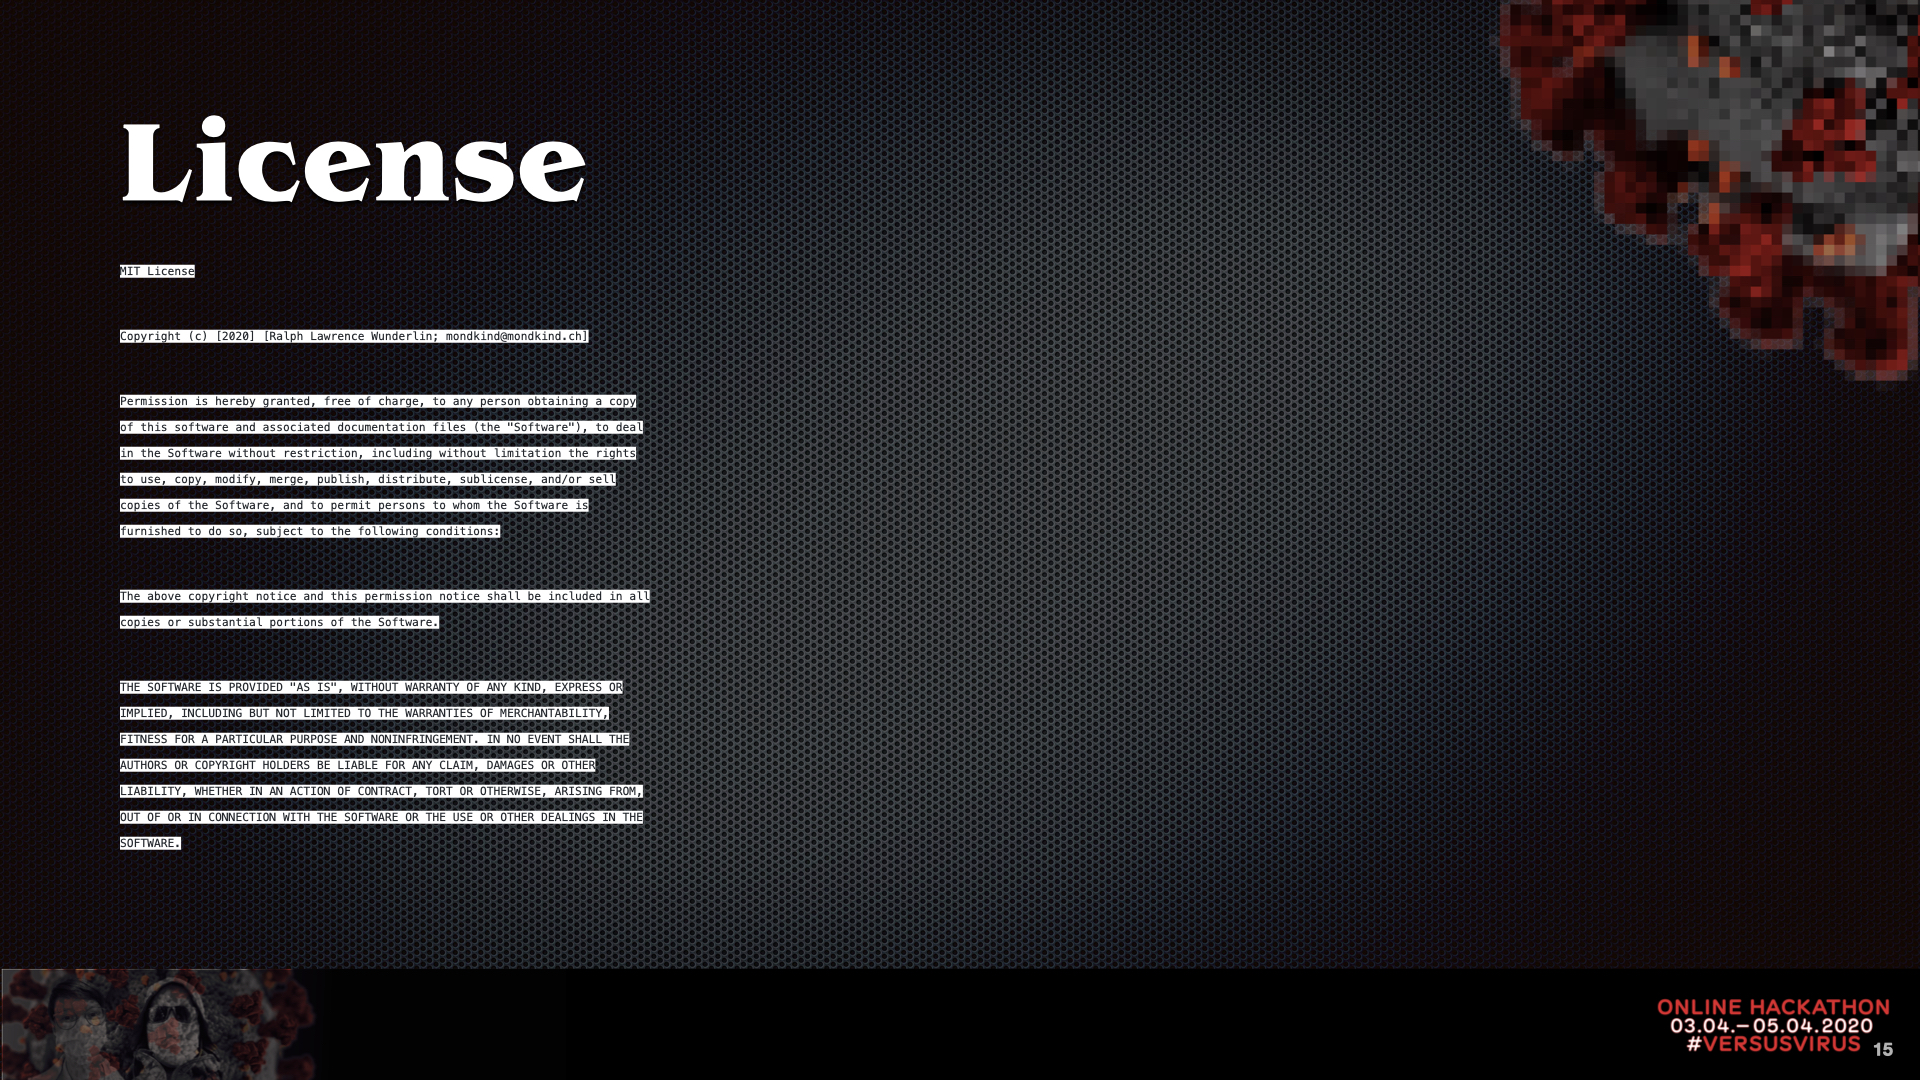 License
MIT License
Copyright (c) [2020] [Ralph Lawrence Wunderlin; mondkind@mondkind.ch]
Permission is hereby granted, free of charge, to any person obtaining a copy
of this software and associated documentation files (the "Software"), to deal
in the Software without restriction, including without limitation the rights
to use, copy, modify, merge, publish, distribute, sublicense, and/or sell
copies of the Software, and to permit persons to whom the Software is
furnished to do so, subject to the following conditions:
The above copyright notice and this permission notice shall be included in all
copies or substantial portions of the Software.
THE SOFTWARE IS PROVIDED "AS IS", WITHOUT WARRANTY OF ANY KIND, EXPRESS OR
IMPLIED, INCLUDING BUT NOT LIMITED TO THE WARRANTIES OF MERCHANTABILITY,
FITNESS FOR A PARTICULAR PURPOSE AND NONINFRINGEMENT. IN NO EVENT SHALL THE
AUTHORS OR COPYRIGHT HOLDERS BE LIABLE FOR ANY CLAIM, DAMAGES OR OTHER
LIABILITY, WHETHER IN AN ACTION OF CONTRACT, TORT OR OTHERWISE, ARISING FROM,
OUT OF OR IN CONNECTION WITH THE SOFTWARE OR THE USE OR OTHER DEALINGS IN THE
SOFTWARE.
ONLINE HACKATHON
03.04.–05.04.2020
#VERSUSVIRUS
15